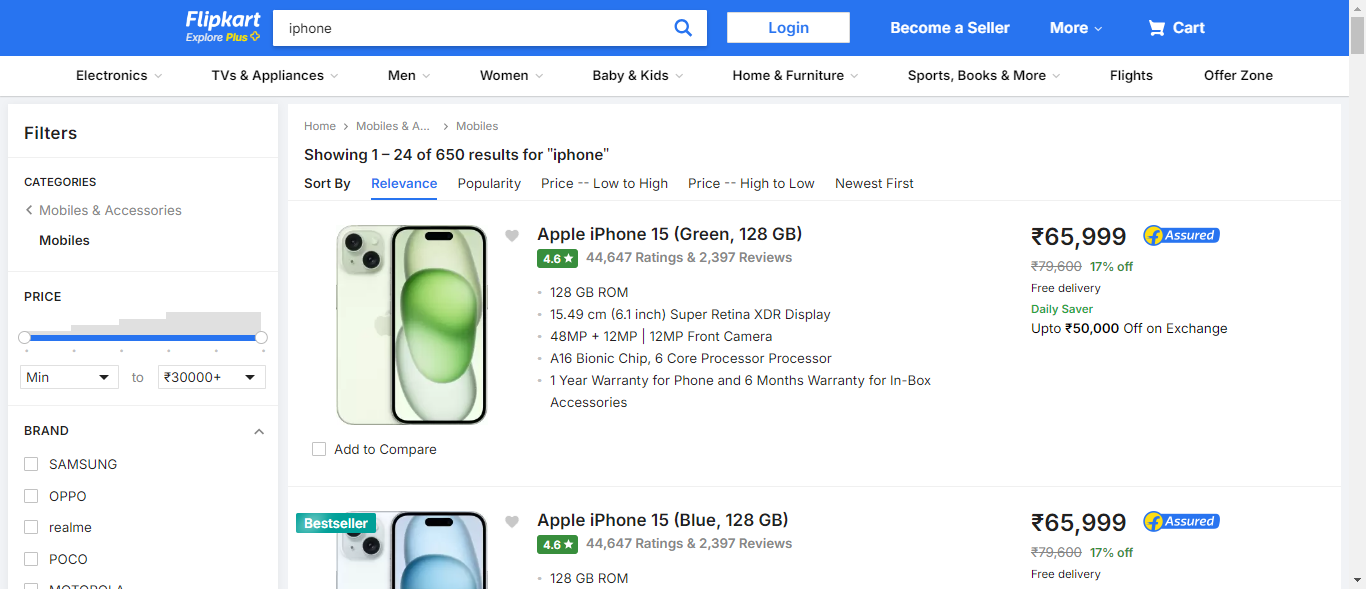 Flipkart
Explore Plus
iphone
Login
Become a Seller
More
Cart
Electronics
TVs & Appliances
Men
Women
Baby & Kids
Home & Furniture
Sports, Books & More
Flights
Offer Zone
Filters
CATEGORIES
Mobiles & Accessories
Mobiles
PRICE
Min
to
₹30000+
BRAND
SAMSUNG
OPPO
realme
POCO
MOTOROLA
Home
Mobiles & A...
Mobiles
Showing 1 – 24 of 650 results for "iphone"
Sort By
Relevance
Popularity
Price -- Low to High
Price -- High to Low
Newest First
Apple iPhone 15 (Green, 128 GB)
4.6 44,647 Ratings & 2,397 Reviews
128 GB ROM
15.49 cm (6.1 inch) Super Retina XDR Display
48MP + 12MP | 12MP Front Camera
A16 Bionic Chip, 6 Core Processor Processor
1 Year Warranty for Phone and 6 Months Warranty for In-Box
Accessories
₹65,999
Assured
₹79,600 17% off
Free delivery
Daily Saver
Upto ₹50,000 Off on Exchange
Add to Compare
Bestseller
Apple iPhone 15 (Blue, 128 GB)
4.6 44,647 Ratings & 2,397 Reviews
128 GB ROM
₹65,999
Assured
₹79,600 17% off
Free delivery